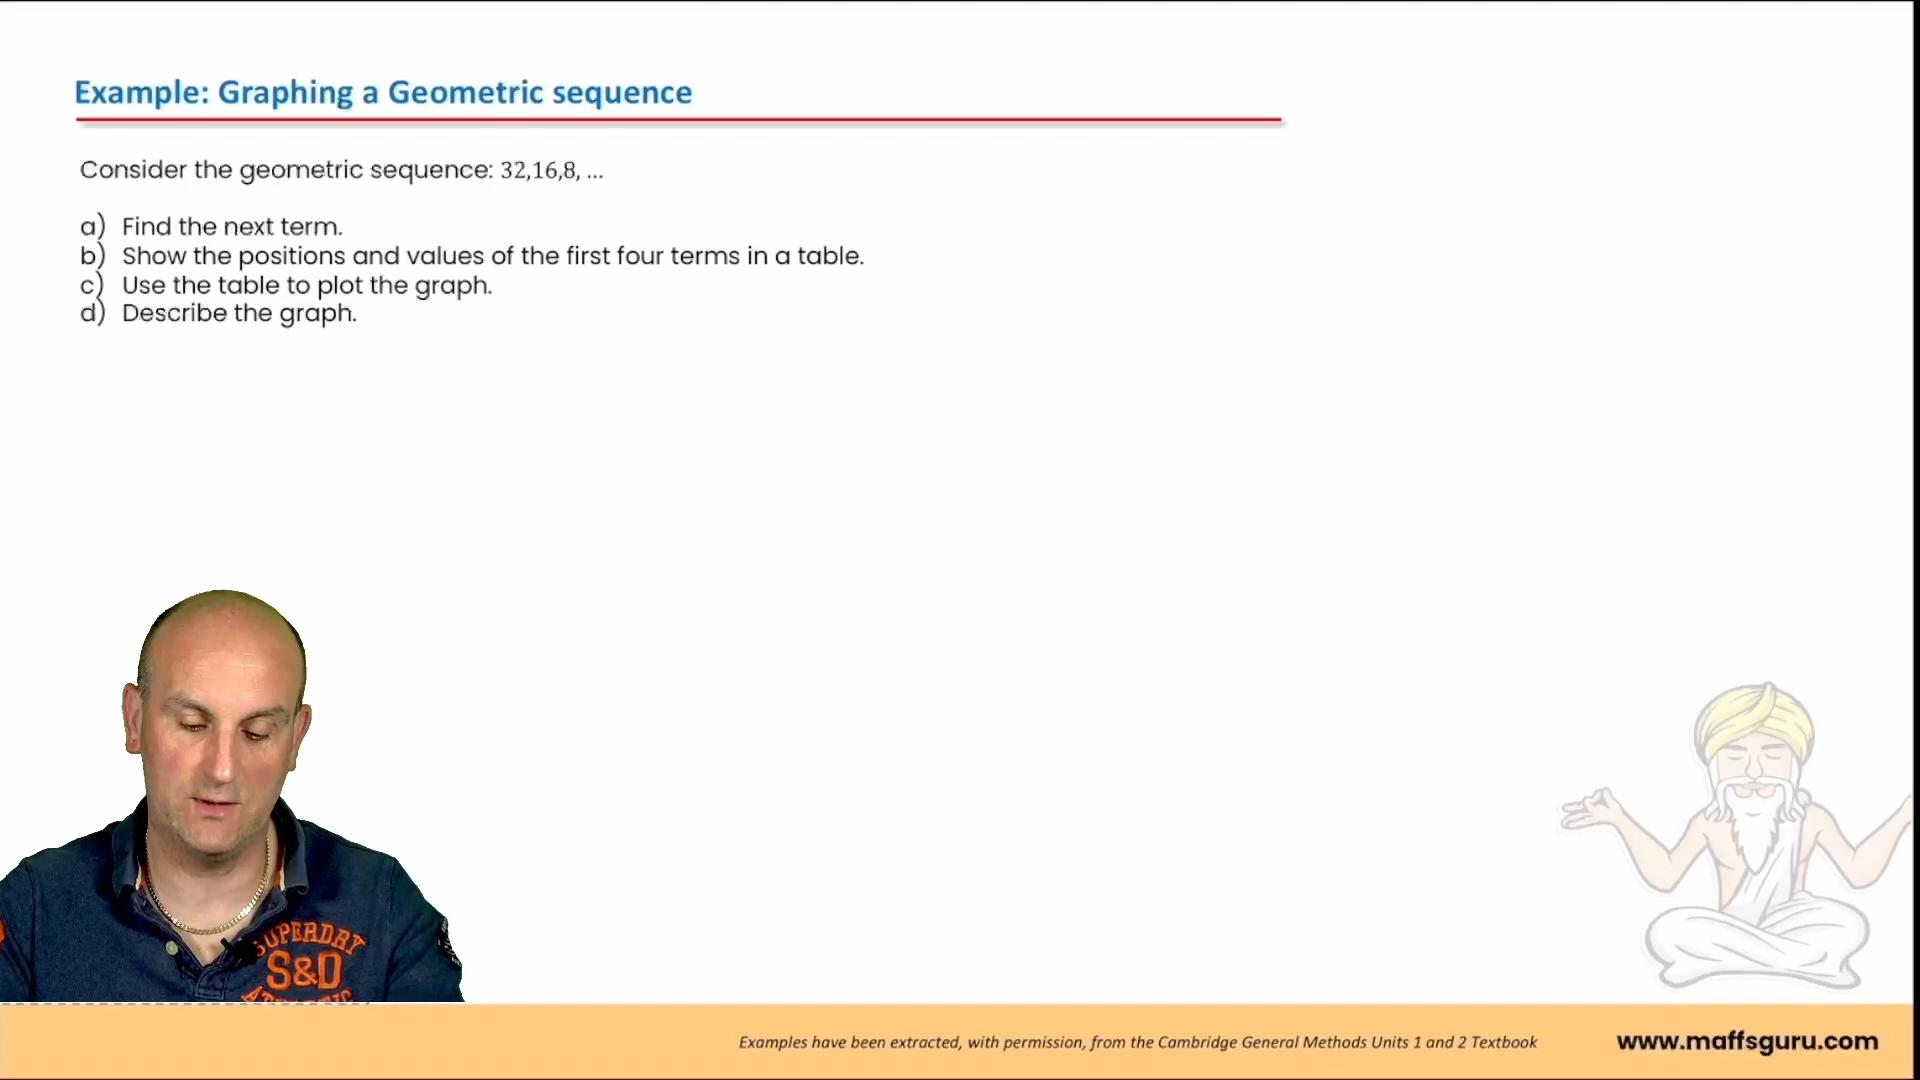 Example: Graphing a Geometric sequence
Consider the geometric sequence: 32,16,8, ...
a) Find the next term.
b) Show the positions and values of the first four terms in a table.
c) Use the table to plot the graph.
d) Describe the graph.
SUPERDRY
S&D
Examples have been extracted, with permission, from the Cambridge General Methods Units 1 and 2 Textbook
www.maffsguru.com